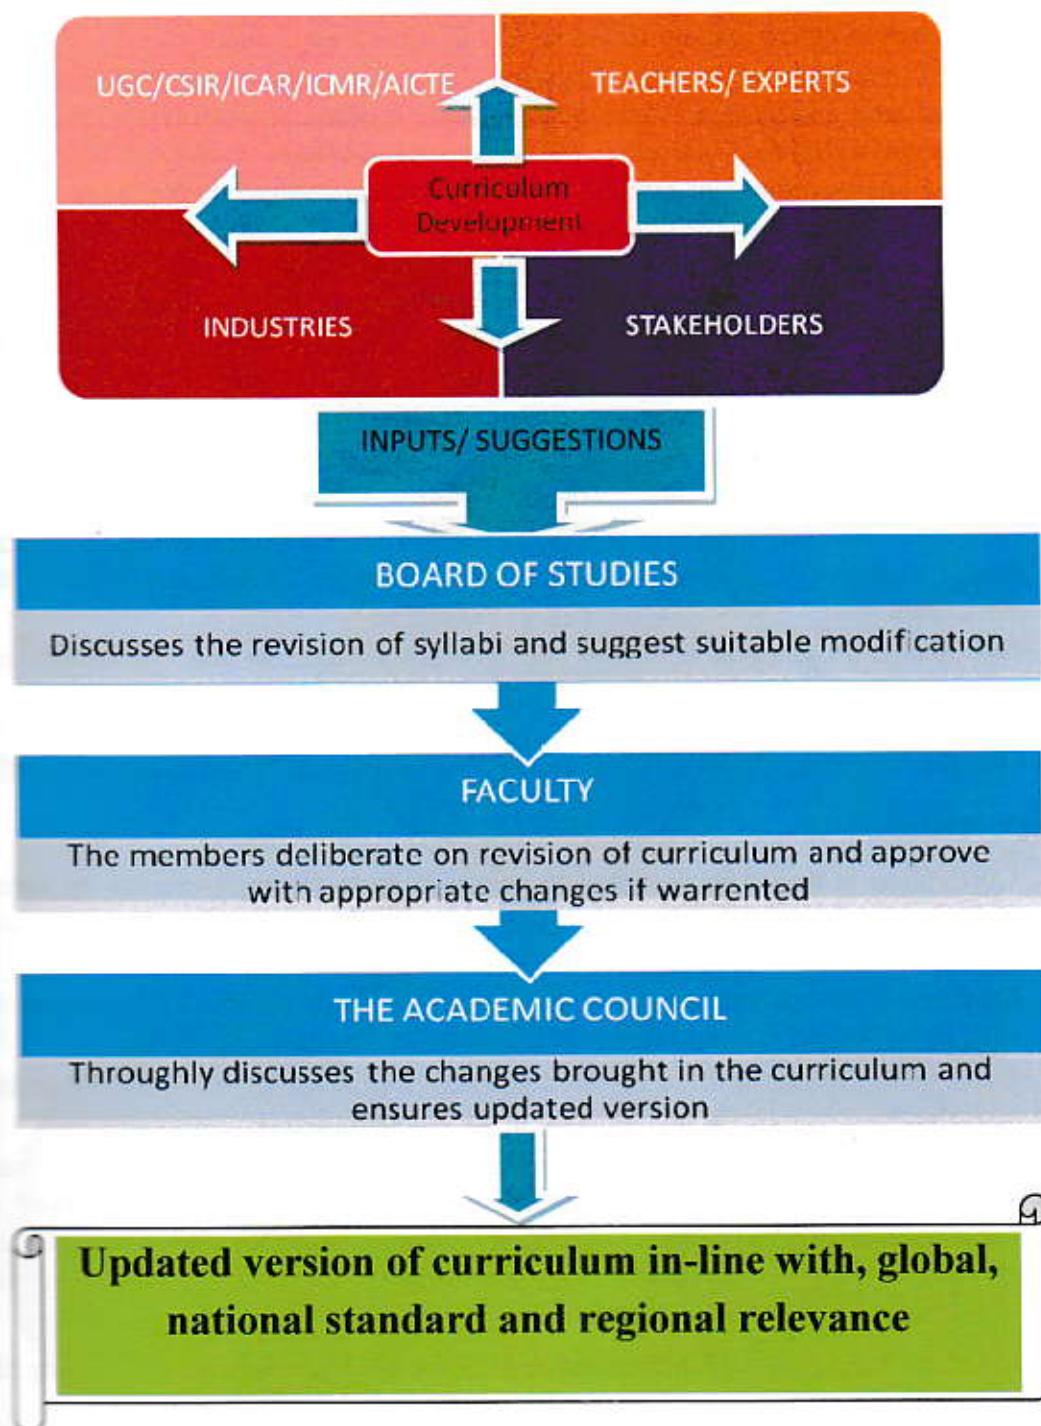 UGC/CSIR/ICAR/ICMR/AICTE
TEACHERS/ EXPERTS
Curriculum
Development
INDUSTRIES
STAKEHOLDERS
INPUTS/ SUGGESTIONS
BOARD OF STUDIES
Discusses the revision of syllabi and suggest suitable modification
FACULTY
The members deliberate on revision of curriculum and approve
with appropriate changes if warrented
THE ACADEMIC COUNCIL
Throughly discusses the changes brought in the curriculum and
ensures updated version
Updated version of curriculum in-line with, global,
national standard and regional relevance